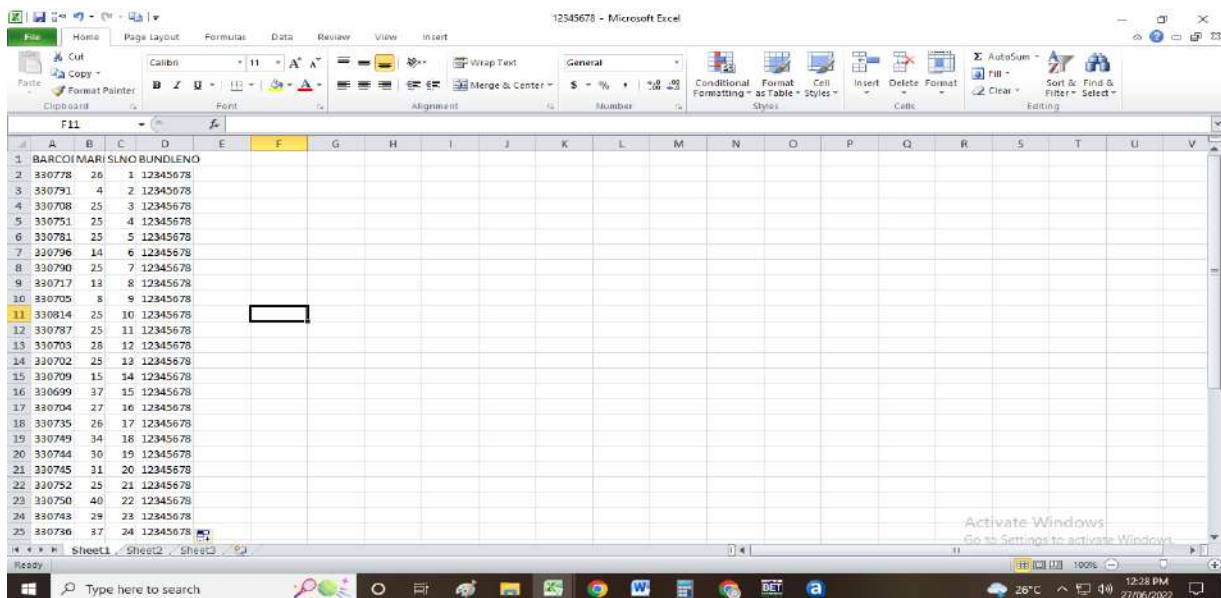 12345678 - Microsoft Excel
File Home Page Layout Formulas Data Review View Insert
Cut
Copy
Format Painter
Paste
Clipboard
Calibri 11
Font
Wrap Text
Merge & Center
Alignment
General
Number
Conditional Formatting
Format as Table
Cell Styles
Styles
Insert Delete Format
Cells
AutoSum
Fill
Clear
Sort & Filter
Find & Select
Editing
F11 fx
A B C D E F G H I J K L M N O P Q R S T U V
1 BARCO MAR SLNO BUNDLENO
2 330778 26 1 12345678
3 330791 4 2 12345678
4 330708 25 3 12345678
5 330751 25 4 12345678
6 330781 25 5 12345678
7 330796 14 6 12345678
8 330790 25 7 12345678
9 330717 13 8 12345678
10 330705 8 9 12345678
11 330814 25 10 12345678
12 330787 25 11 12345678
13 330703 28 12 12345678
14 330702 25 13 12345678
15 330709 15 14 12345678
16 330699 37 15 12345678
17 330704 27 16 12345678
18 330735 26 17 12345678
19 330749 34 18 12345678
20 330744 30 19 12345678
21 330745 31 20 12345678
22 330752 25 21 12345678
23 330750 40 22 12345678
24 330743 29 23 12345678
25 330736 37 24 12345678
Activate Windows
Go to Settings to activate Windows.
Sheet1 Sheet2 Sheet3
Ready 100%
Type here to search
BET
26°C
12:28 PM
27/06/2022